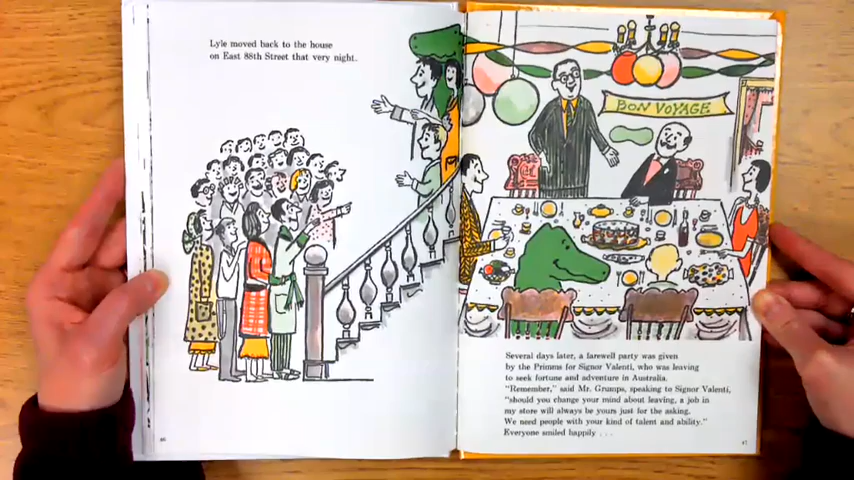 Lyle moved back to the house
on East 88th Street that very night.
46
BON VOYAGE
Several days later, a farewell party was given
by the Primms for Signor Valenti, who was leaving
to seek fortune and adventure in Australia.
"Remember," said Mr. Grumps, speaking to Signor Valenti,
"should you change your mind about leaving, a job in
my store will always be yours just for the asking.
We need people with your kind of talent and ability."
Everyone smiled happily . . .
47